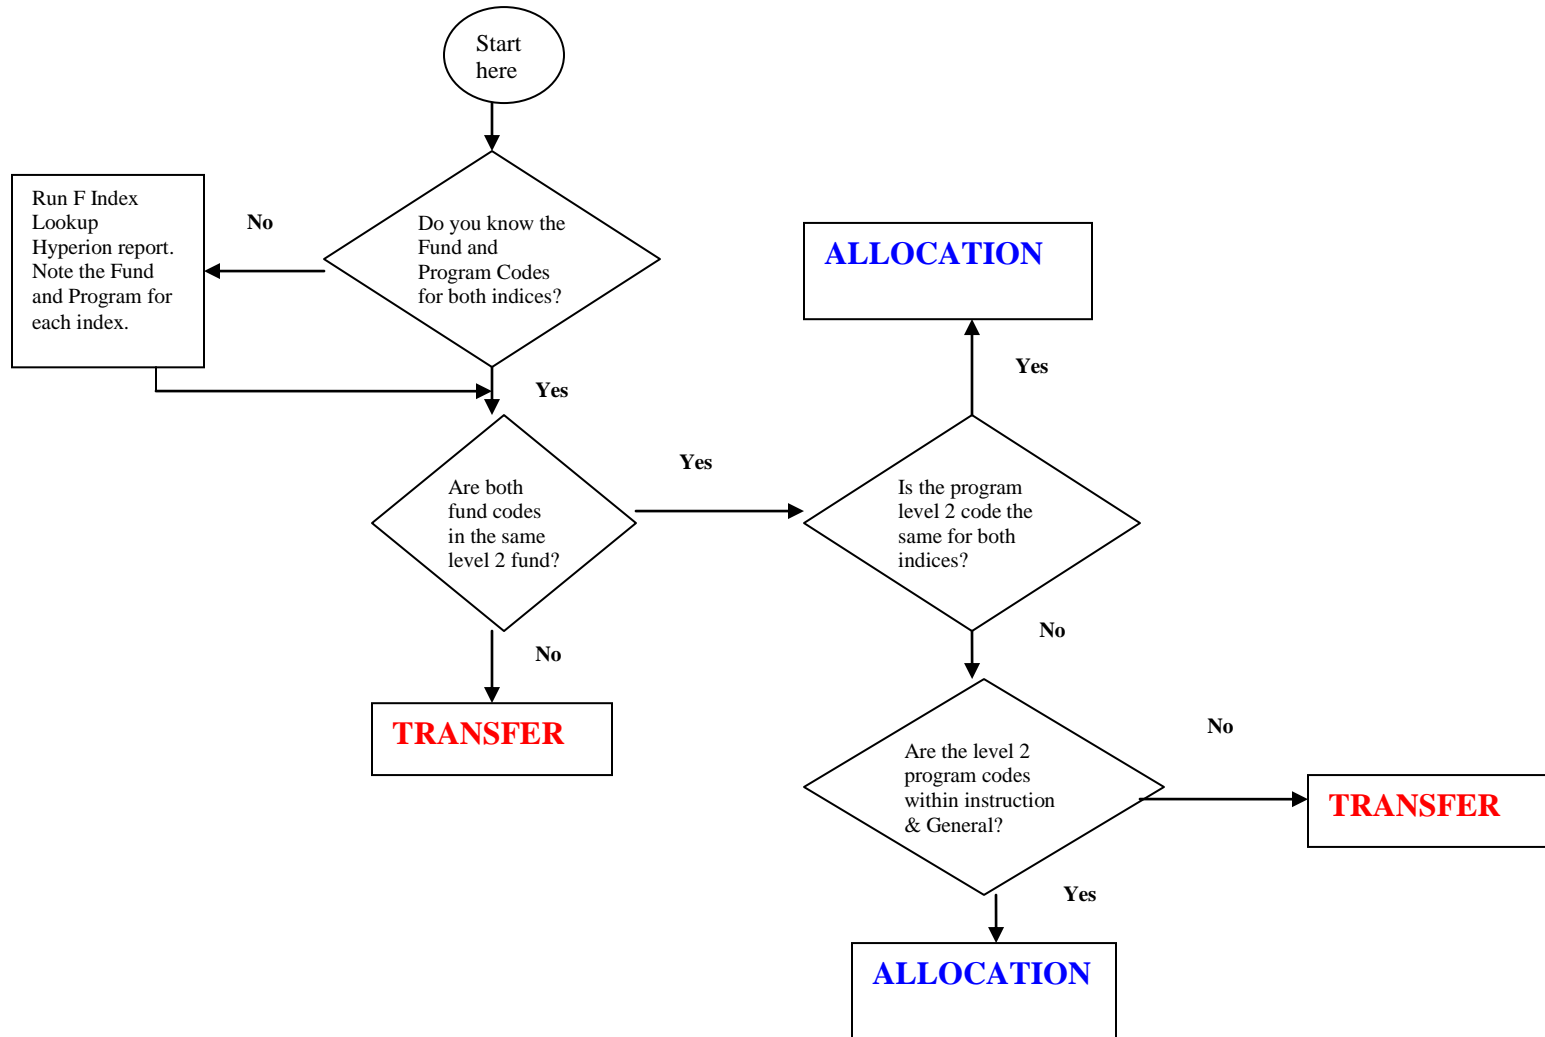 Start
here
Run F Index
Lookup
Hyperion report.
Note the Fund
and Program for
each index.
No
Do you know the
Fund and
Program Codes
for both indices?
ALLOCATION
Yes
Yes
Are both
fund codes
in the same
level 2 fund?
Yes
Is the program
level 2 code the
same for both
indices?
No
No
TRANSFER
Are the level 2
program codes
within instruction
& General?
No
TRANSFER
Yes
ALLOCATION